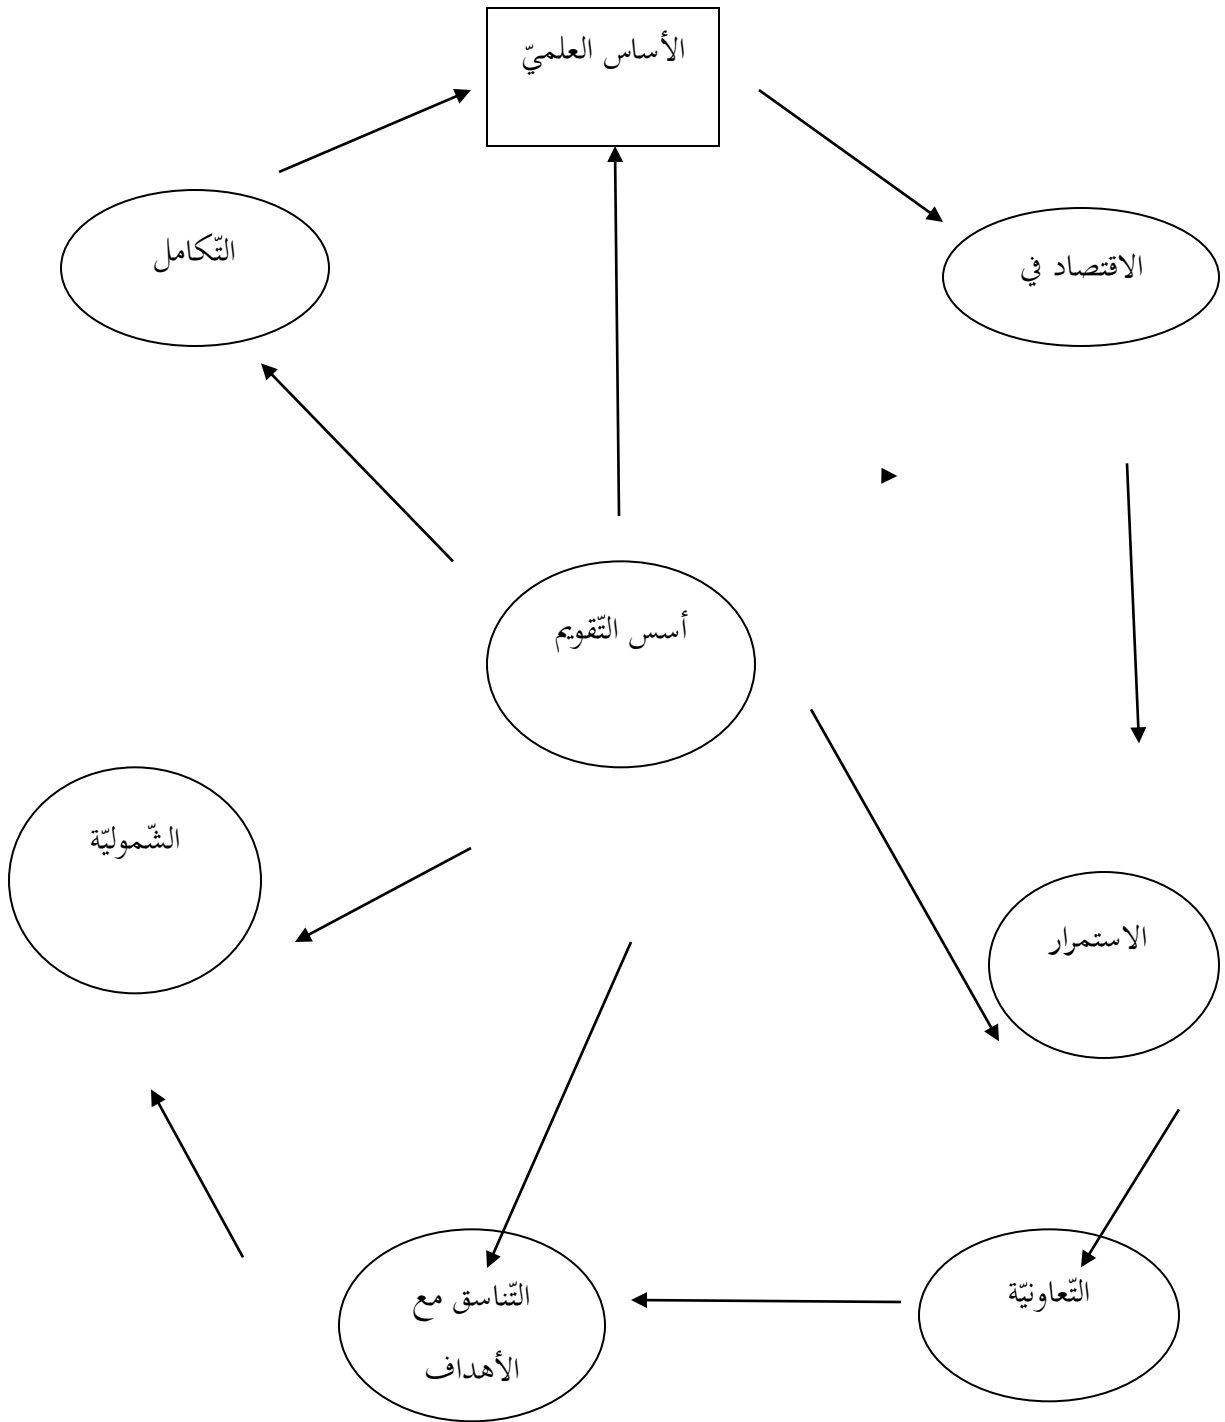 الأساس العلميّ
التّكامل
الاقتصاد في
أسس التّقويم
الشّموليّة
الاستمرار
التّعاونيّة
التّناسق مع
الأهداف